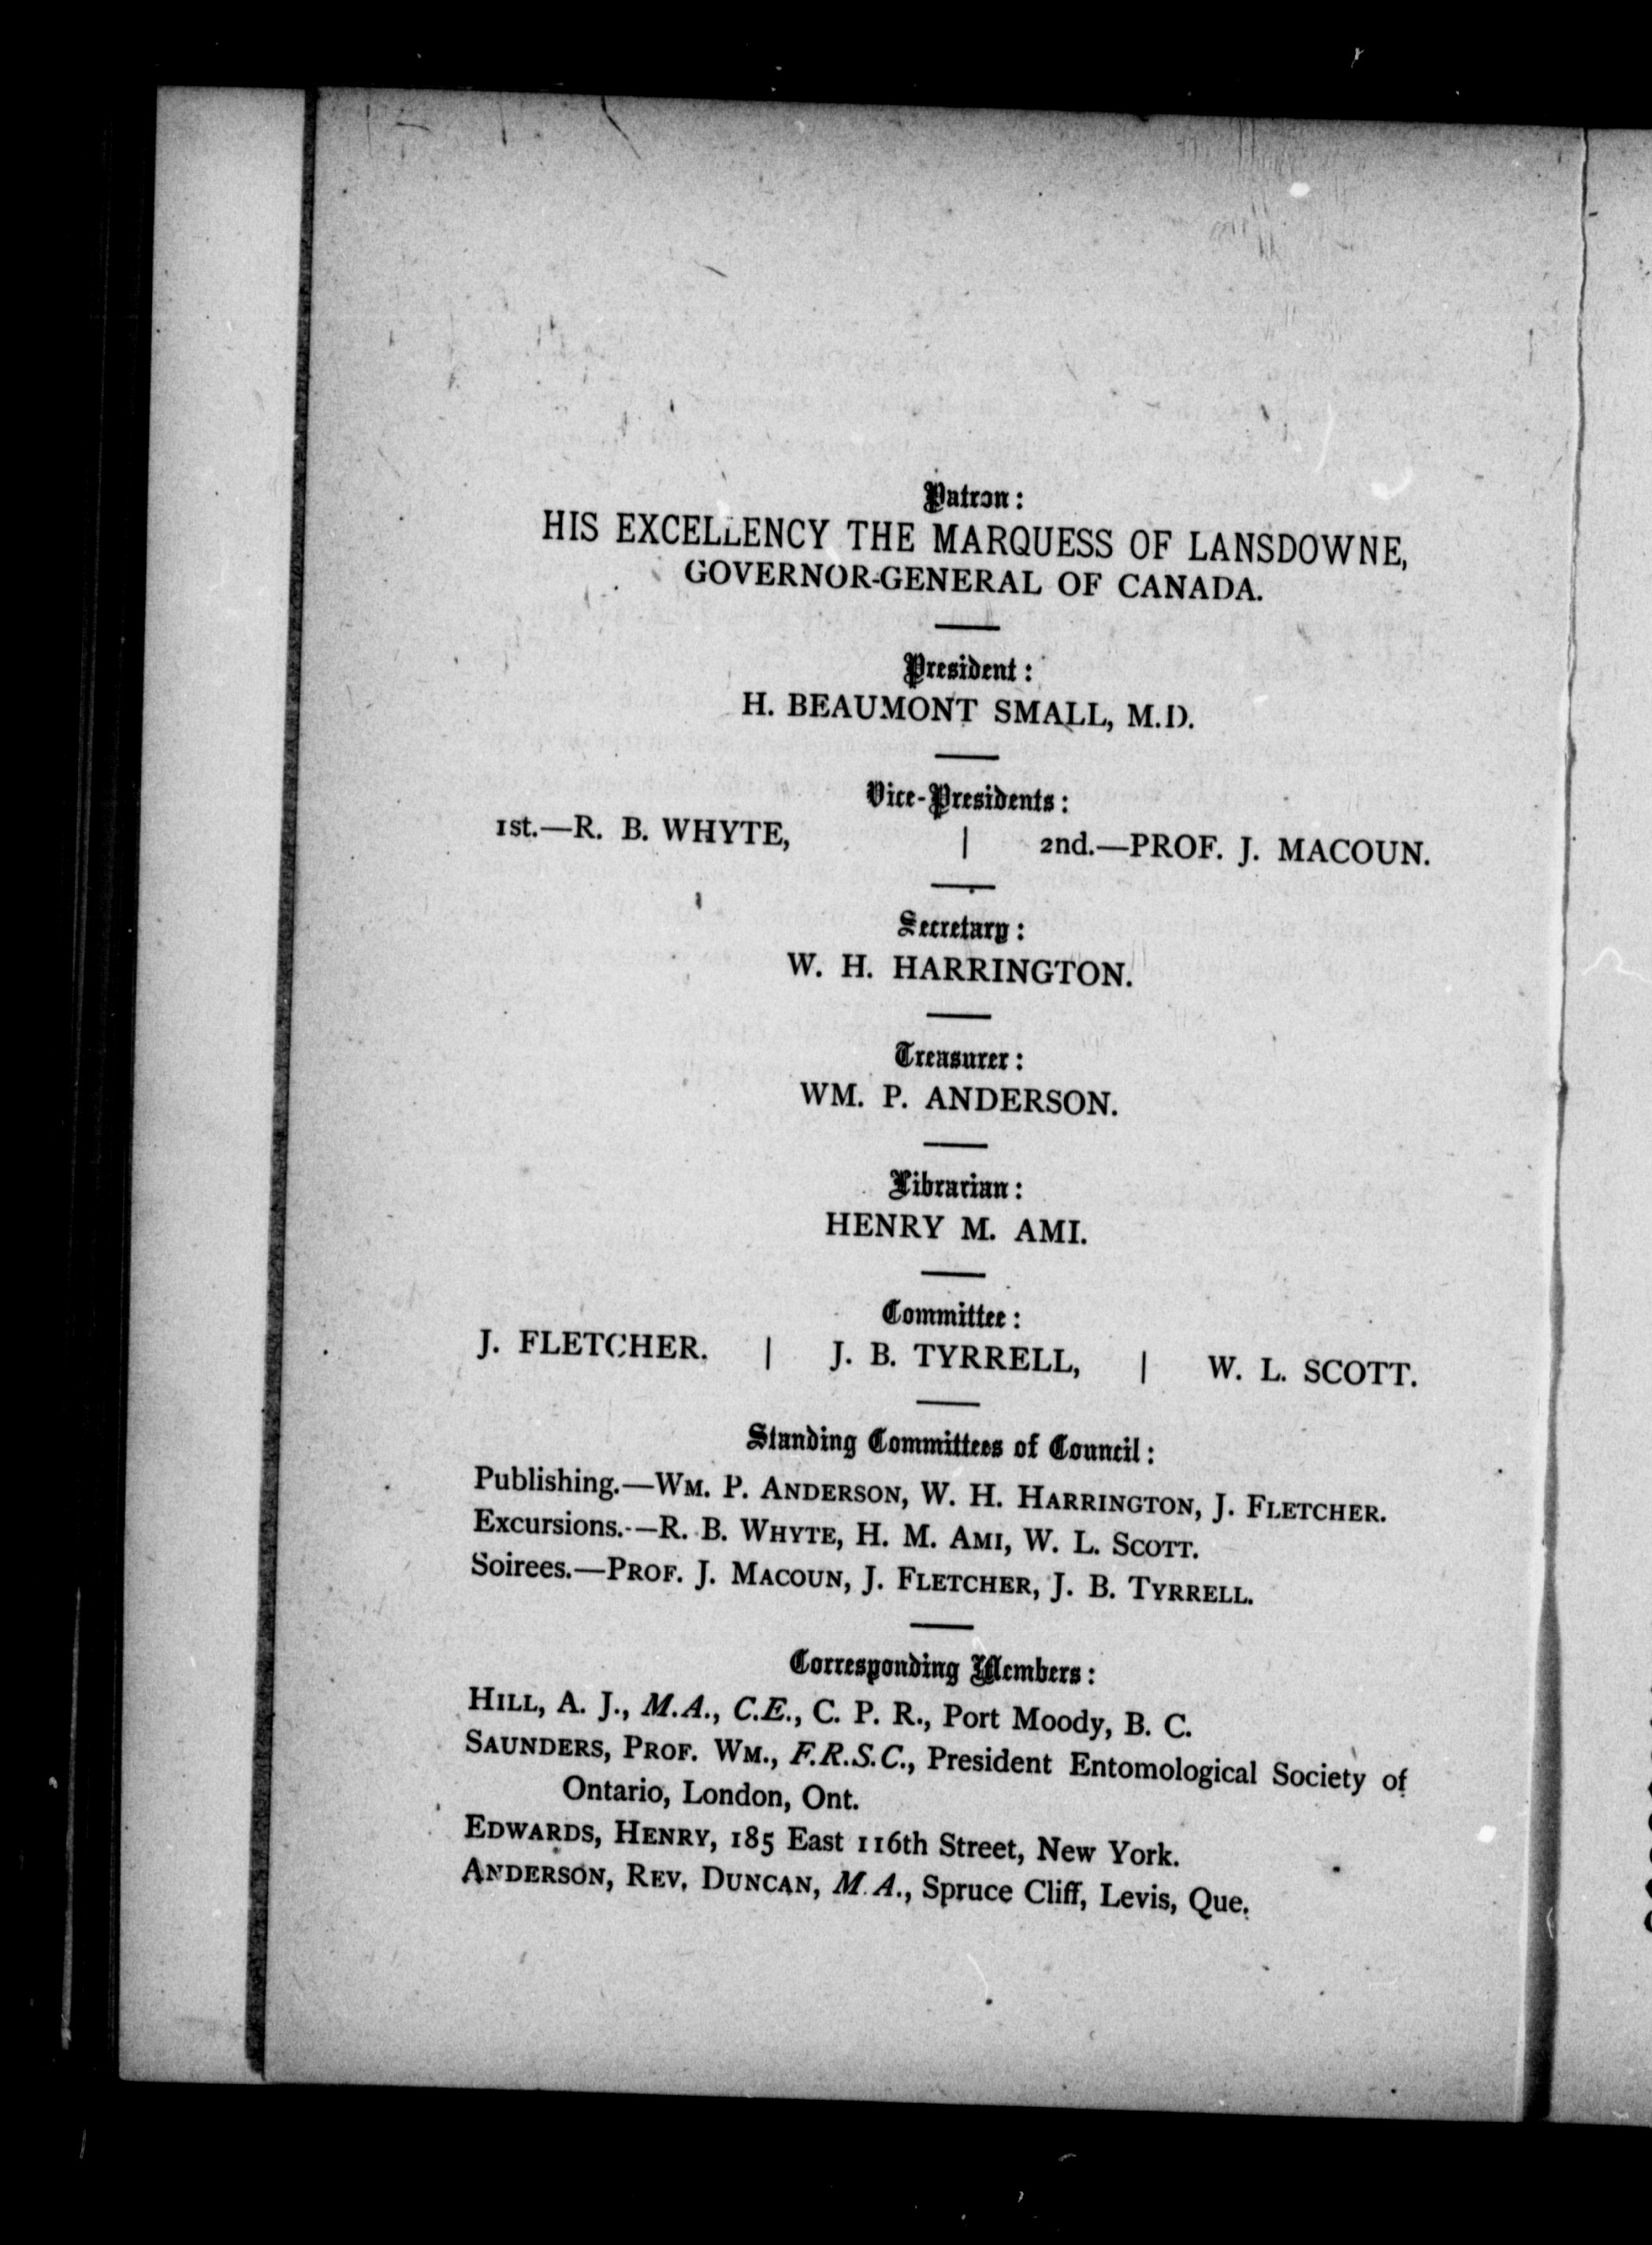 Patron:
HIS EXCELLENCY THE MARQUESS OF LANSDOWNE,
GOVERNOR-GENERAL OF CANADA.
President:
H. BEAUMONT SMALL, M.D.
Vice-Presidents:
1st.—R. B. WHYTE, | 2nd.—PROF. J. MACOUN.
Secretary:
W. H. HARRINGTON.
Treasurer:
WM. P. ANDERSON.
Librarian:
HENRY M. AMI.
Committee:
J. FLETCHER. | J. B. TYRRELL, | W. L. SCOTT.
Standing Committees of Council:
Publishing.—WM. P. ANDERSON, W. H. HARRINGTON, J. FLETCHER.
Excursions.--R. B. WHYTE, H. M. AMI, W. L. SCOTT.
Soirees.—PROF. J. MACOUN, J. FLETCHER, J. B. TYRRELL.
Corresponding Members:
HILL, A. J., M.A., C.E., C. P. R., Port Moody, B. C.
SAUNDERS, PROF. WM., F.R.S.C., President Entomological Society of
Ontario, London, Ont.
EDWARDS, HENRY, 185 East 116th Street, New York.
ANDERSON, REV. DUNCAN, M.A., Spruce Cliff, Levis, Que.